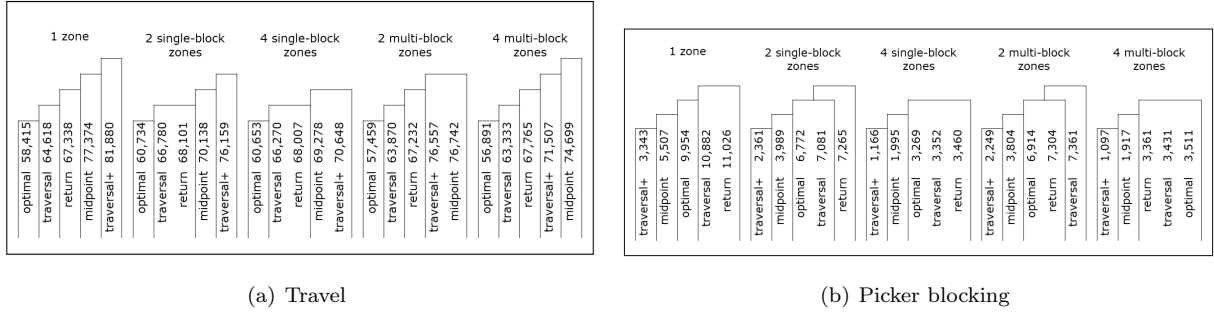 1 zone
2 single-block
zones
4 single-block
zones
2 multi-block
zones
4 multi-block
zones
optimal 58,415
traversal 64,618
return 67,338
midpoint 77,374
traversal+ 81,880
optimal 60,734
traversal 66,780
return 68,101
midpoint 70,138
traversal+ 76,159
optimal 60,653
traversal 66,270
return 68,007
midpoint 69,278
traversal+ 70,648
optimal 57,459
traversal 63,870
return 67,232
traversal+ 76,557
midpoint 76,742
optimal 56,891
traversal 63,333
return 67,765
traversal+ 71,507
midpoint 74,699
(a) Travel
1 zone
2 single-block
zones
4 single-block
zones
2 multi-block
zones
4 multi-block
zones
traversal+ 3,343
midpoint 5,507
optimal 9,954
traversal 10,882
return 11,026
traversal+ 2,361
midpoint 3,989
optimal 6,772
traversal 7,081
return 7,265
traversal+ 1,166
midpoint 1,995
optimal 3,269
traversal 3,352
return 3,460
traversal+ 2,249
midpoint 3,804
optimal 6,914
return 7,304
traversal 7,361
traversal+ 1,097
midpoint 1,917
return 3,361
traversal 3,431
optimal 3,511
(b) Picker blocking